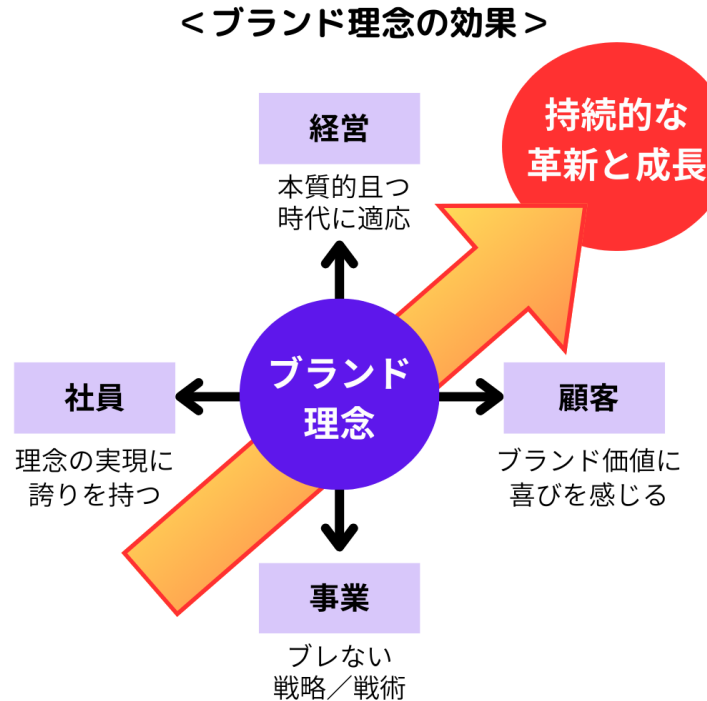 ＜ブランド理念の効果＞
持続的な
革新と成長
経営
本質的且つ
時代に適応
ブランド
理念
社員
理念の実現に
誇りを持つ
顧客
ブランド価値に
喜びを感じる
事業
ブレない
戦略／戦術